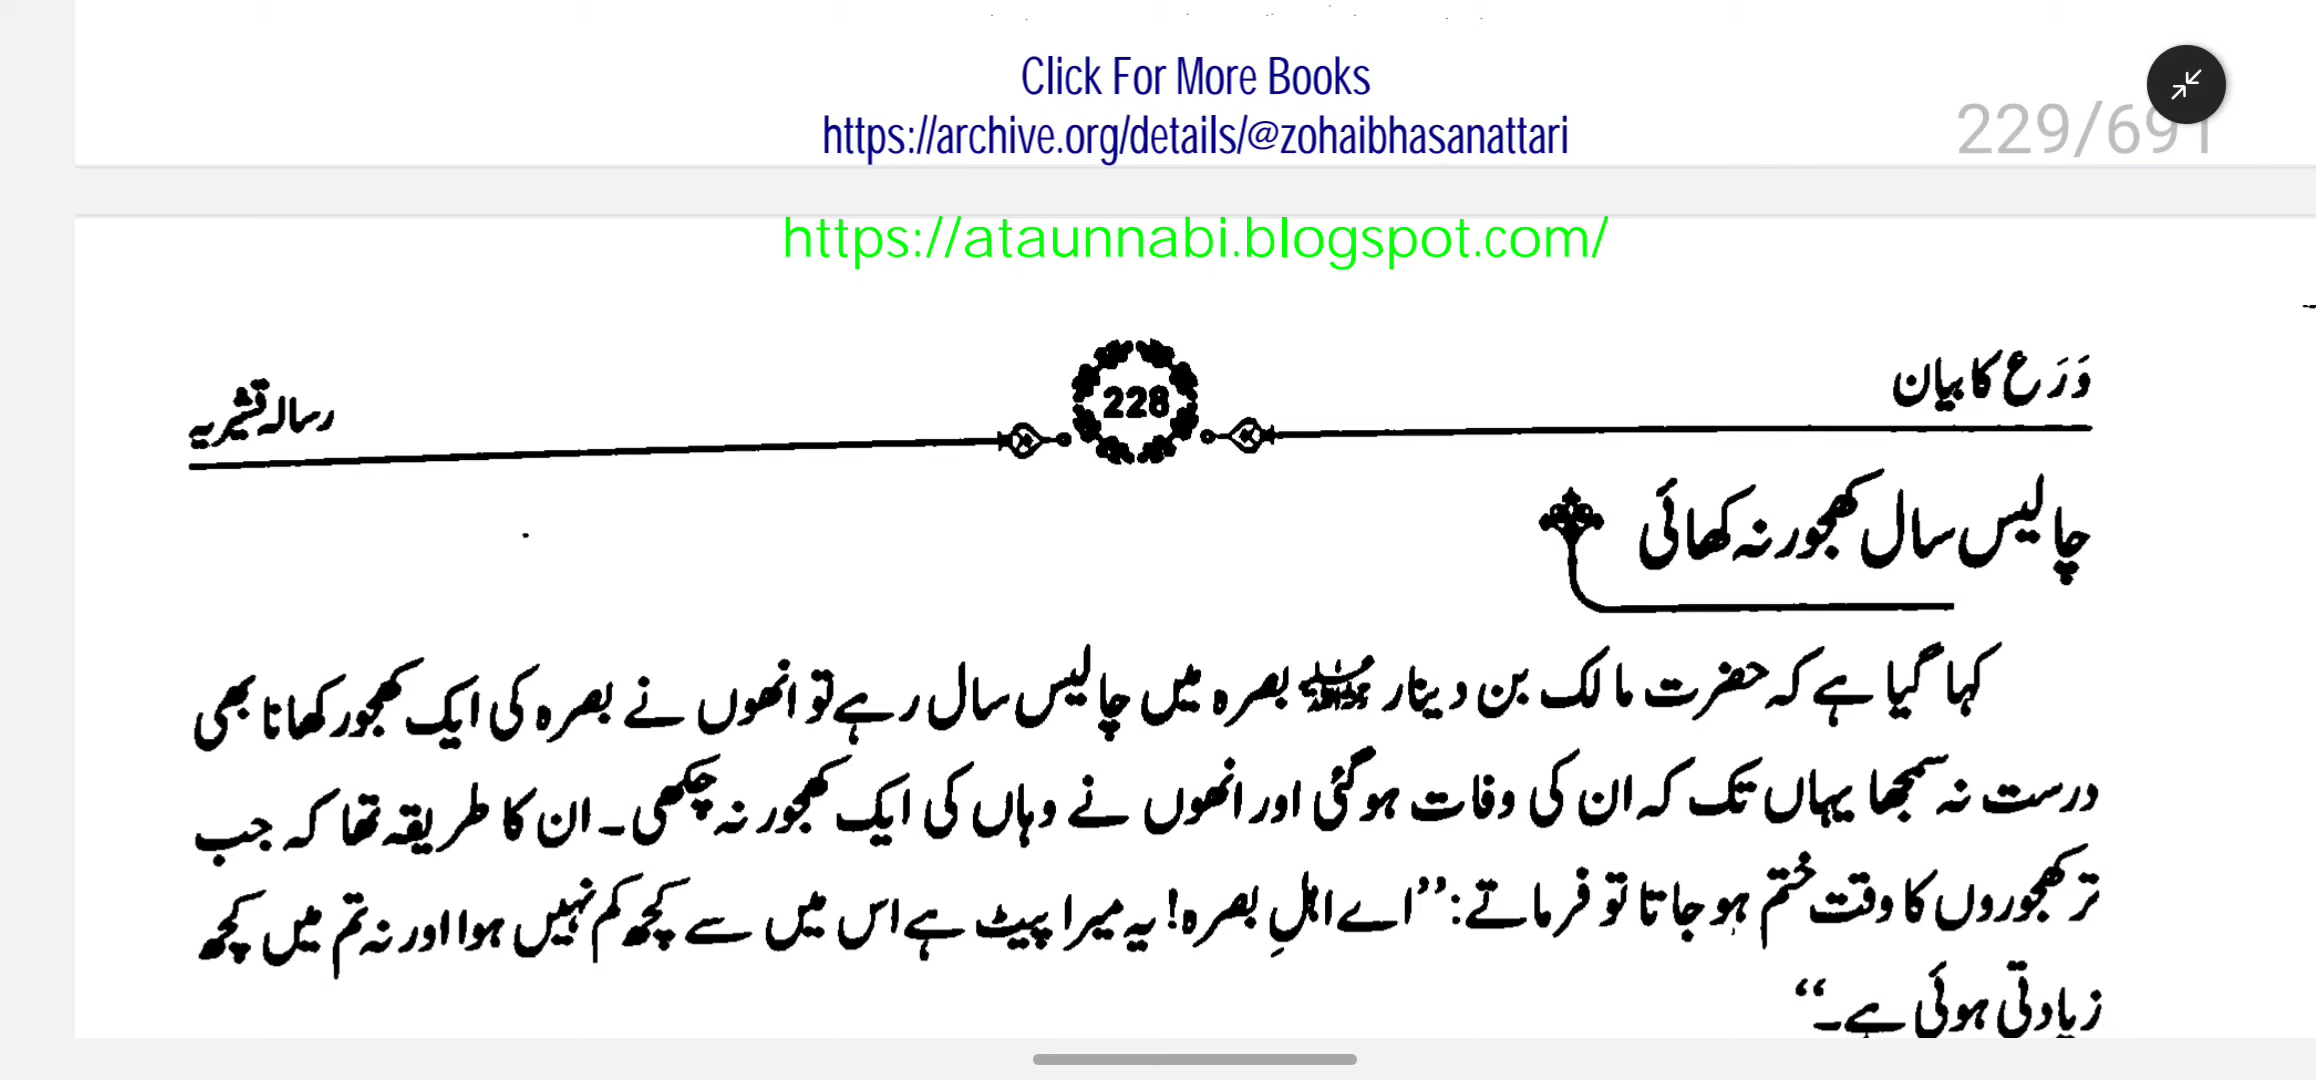 Click For More Books
https://archive.org/details/@zohaibhasanattari
229/691
https://ataunnabi.blogspot.com/
وَرَع کا بیان
228
رسالہ قشیریہ
چالیس سال کھجور نہ کھائی
کہا گیا ہے کہ حضرت مالک بن دینار رحمۃ اللہ علیہ بصرہ میں چالیس سال رہے تو انھوں نے بصرہ کی ایک کھجور کھانا بھی
درست نہ سمجھا یہاں تک کہ ان کی وفات ہوگئی اور انھوں نے وہاں کی ایک کھجور نہ چکھی۔ ان کا طریقہ تھا کہ جب
تر کھجوروں کا وقت ختم ہو جاتا تو فرماتے: ’’اے اہلِ بصرہ! یہ میرا پیٹ ہے اس میں سے کچھ کم نہیں ہوا اور نہ تم میں کچھ
زیادتی ہوئی ہے۔‘‘